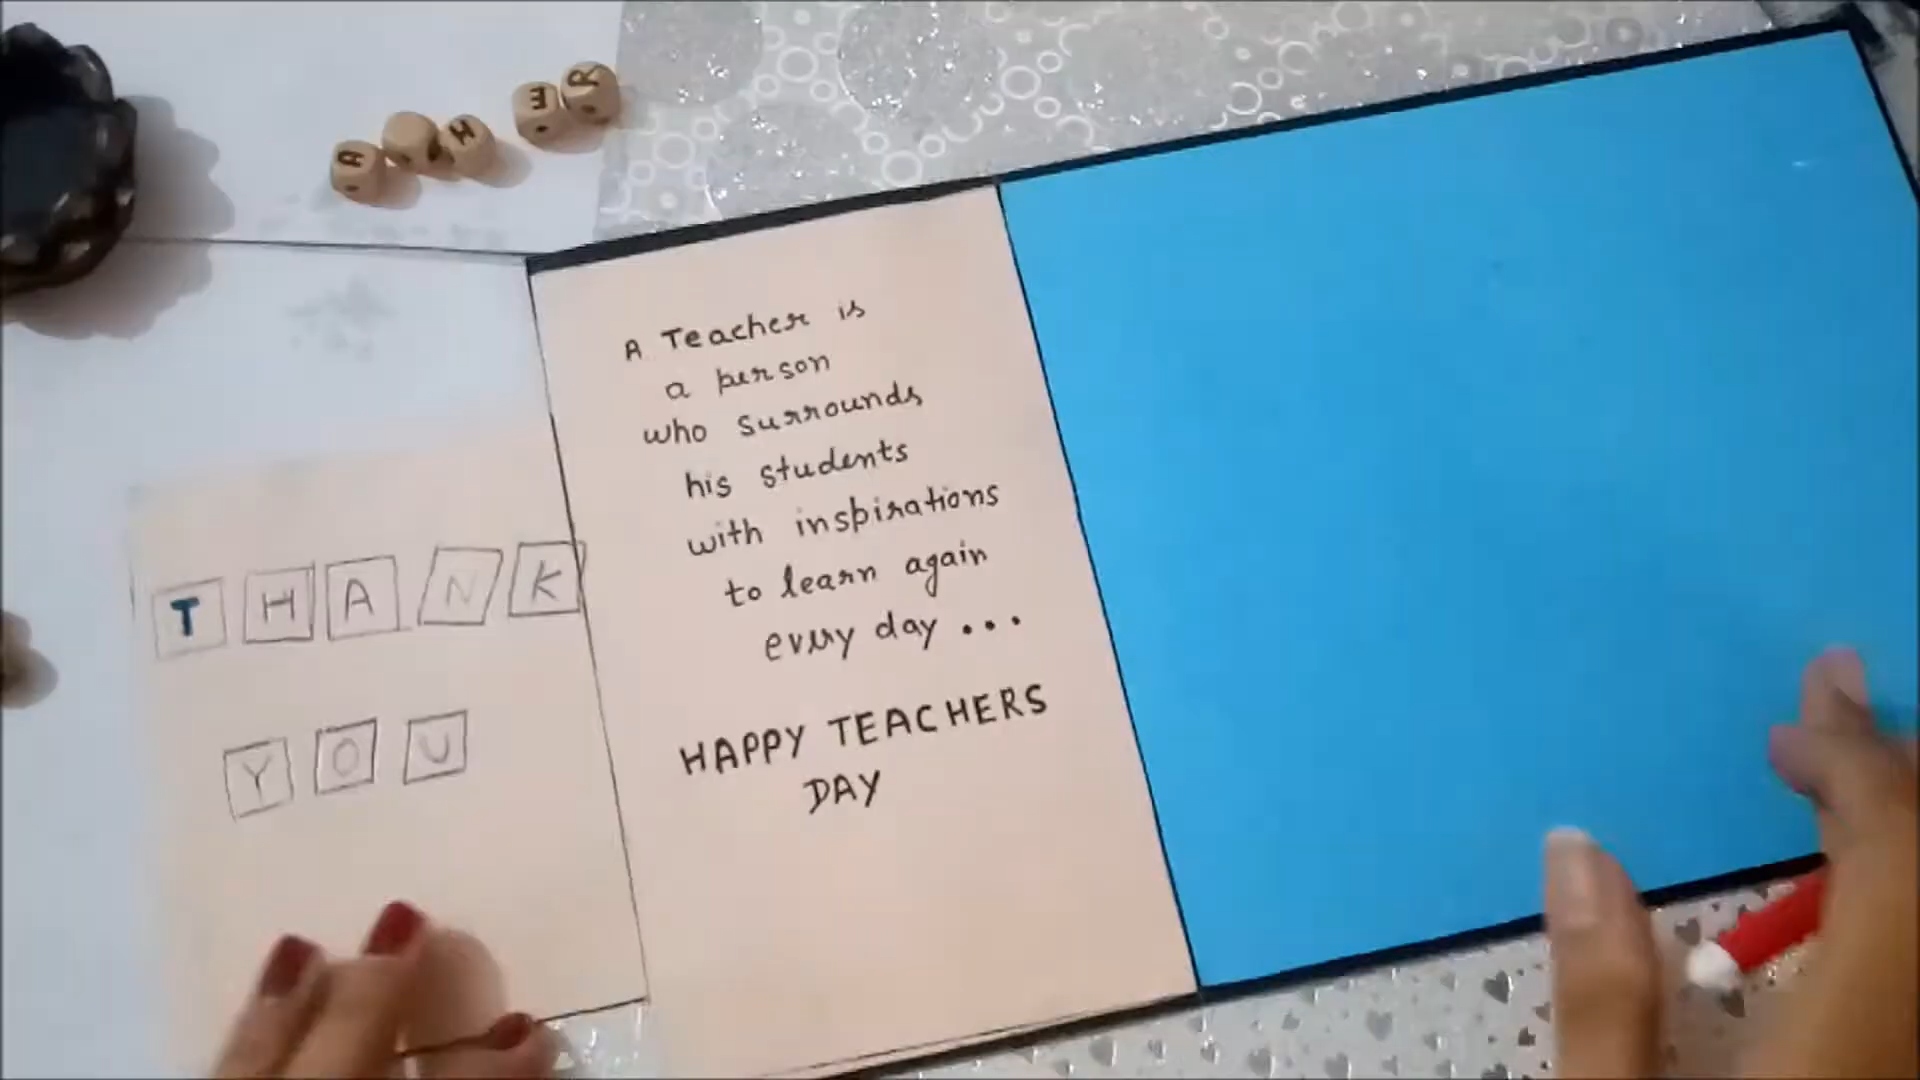 A H E R
A Teacher is
a person
who surrounds
his students
with inspirations
to learn again
every day ...
HAPPY TEACHERS
DAY
THANK
YOU